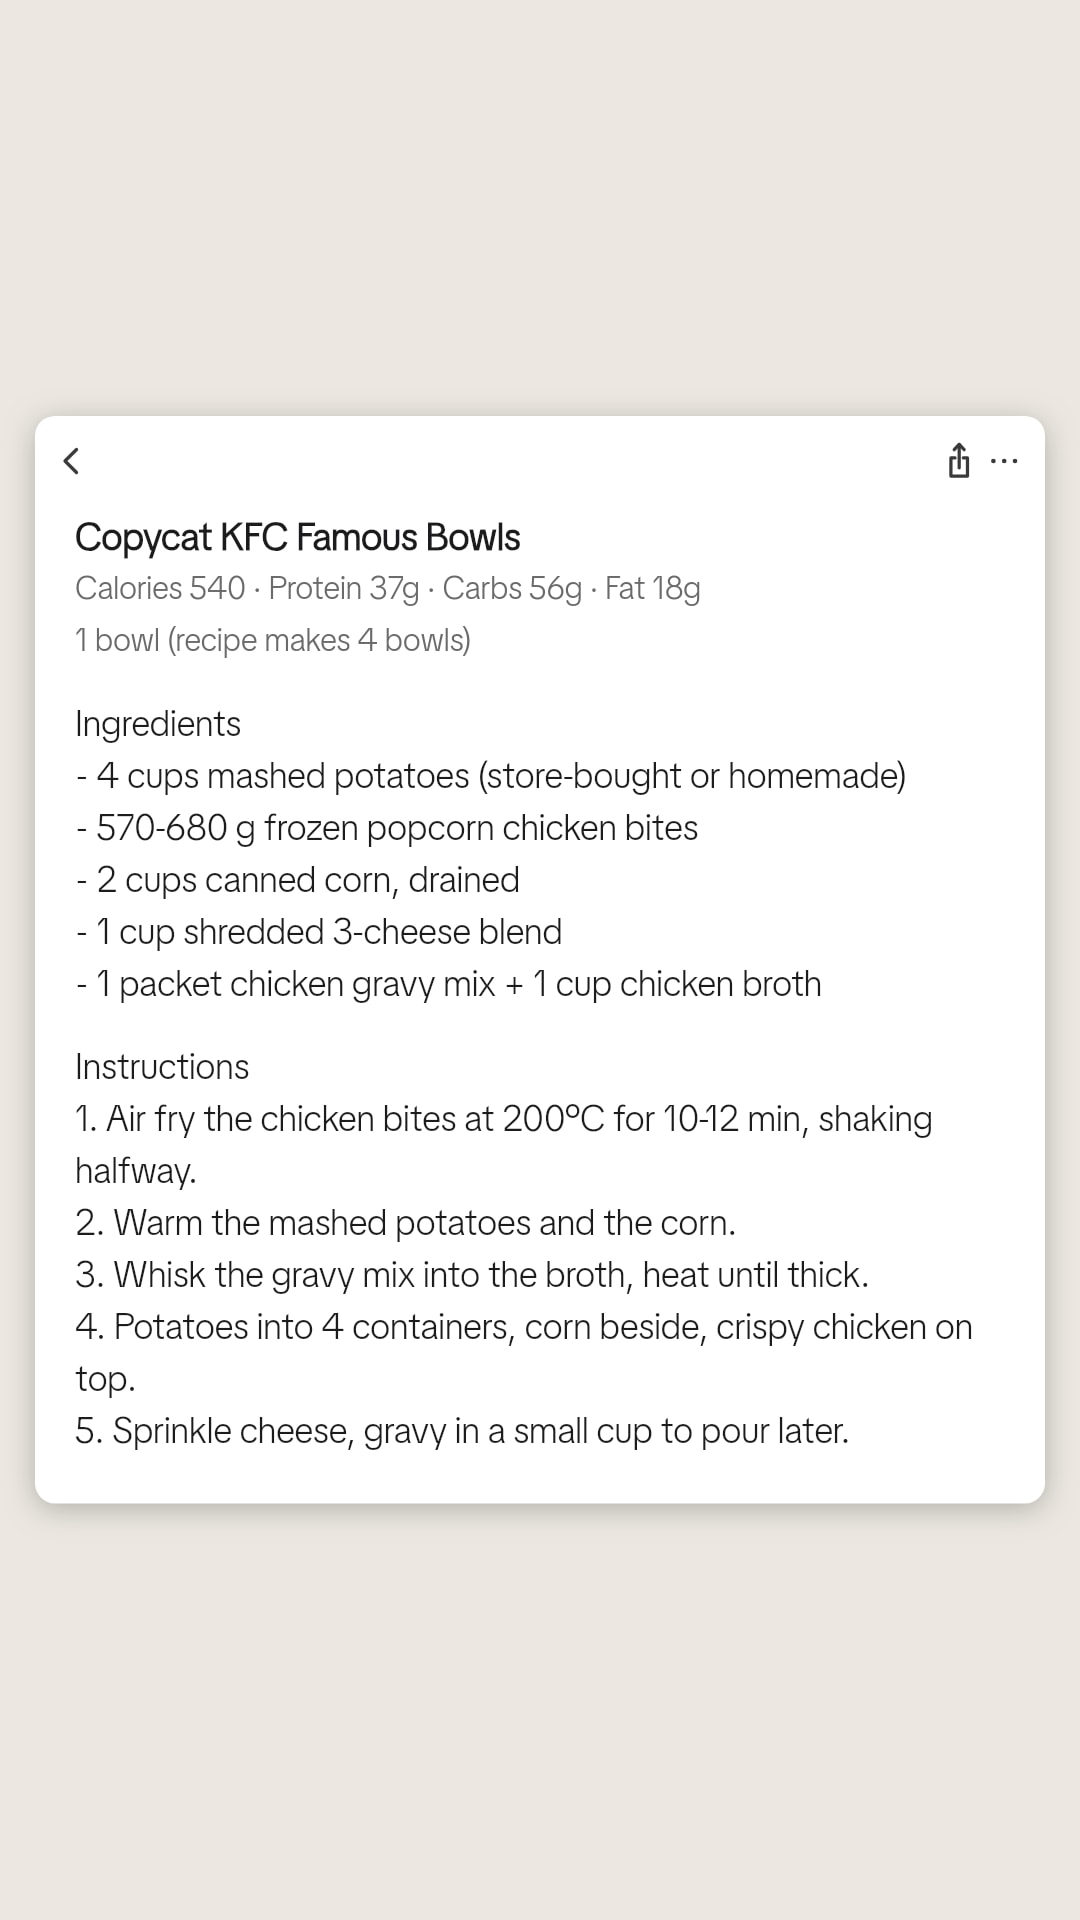 Copycat KFC Famous Bowls
Calories 540 · Protein 37g · Carbs 56g · Fat 18g
1 bowl (recipe makes 4 bowls)
Ingredients
- 4 cups mashed potatoes (store-bought or homemade)
- 570-680 g frozen popcorn chicken bites
- 2 cups canned corn, drained
- 1 cup shredded 3-cheese blend
- 1 packet chicken gravy mix + 1 cup chicken broth
Instructions
1. Air fry the chicken bites at 200°C for 10-12 min, shaking
halfway.
2. Warm the mashed potatoes and the corn.
3. Whisk the gravy mix into the broth, heat until thick.
4. Potatoes into 4 containers, corn beside, crispy chicken on
top.
5. Sprinkle cheese, gravy in a small cup to pour later.